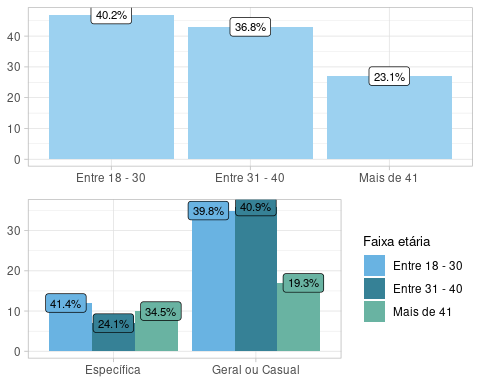 40.2%
36.8%
23.1%
40
30
20
10
0
Entre 18 - 30
Entre 31 - 40
Mais de 41
39.8%
40.9%
41.4%
24.1%
34.5%
19.3%
30
20
10
0
Específica
Geral ou Casual
Faixa etária
Entre 18 - 30
Entre 31 - 40
Mais de 41